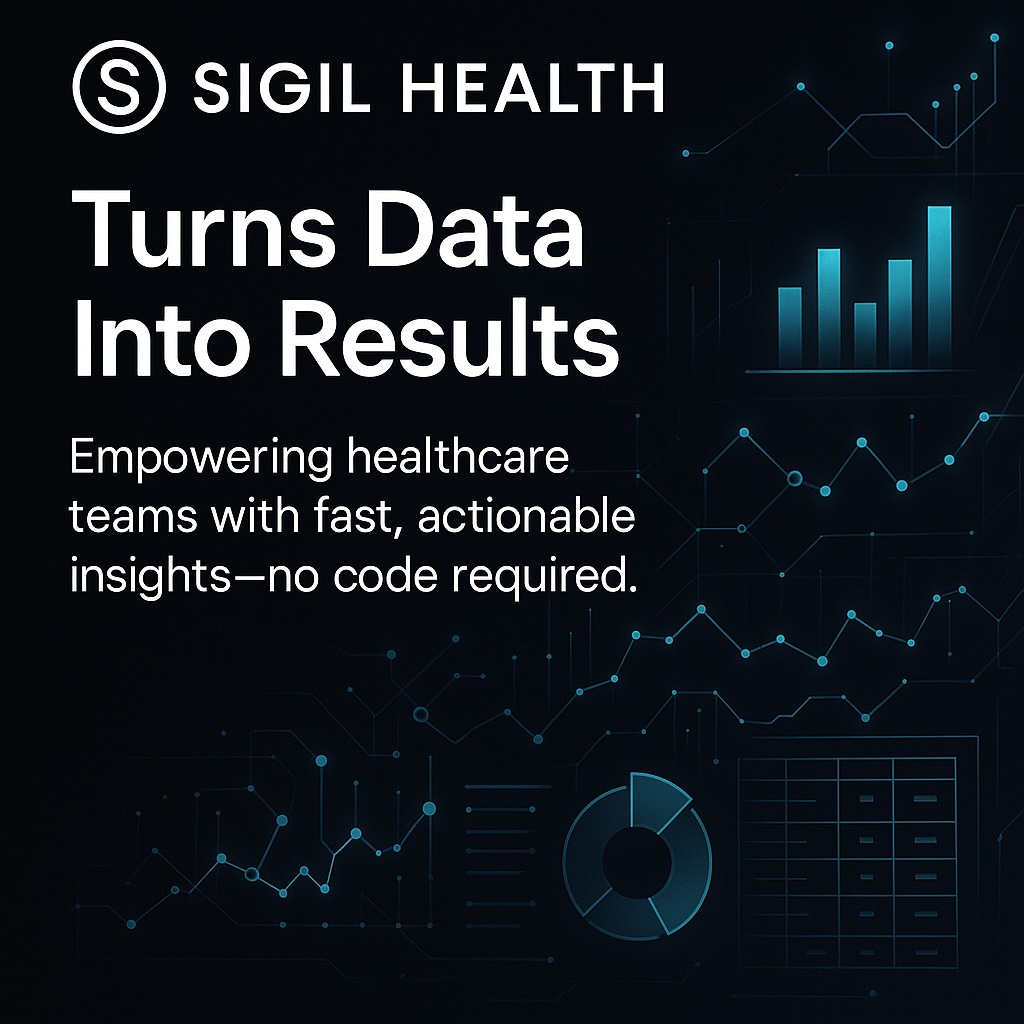 S SIGIL HEALTH
Turns Data
Into Results
Empowering healthcare
teams with fast, actionable
insights—no code required.